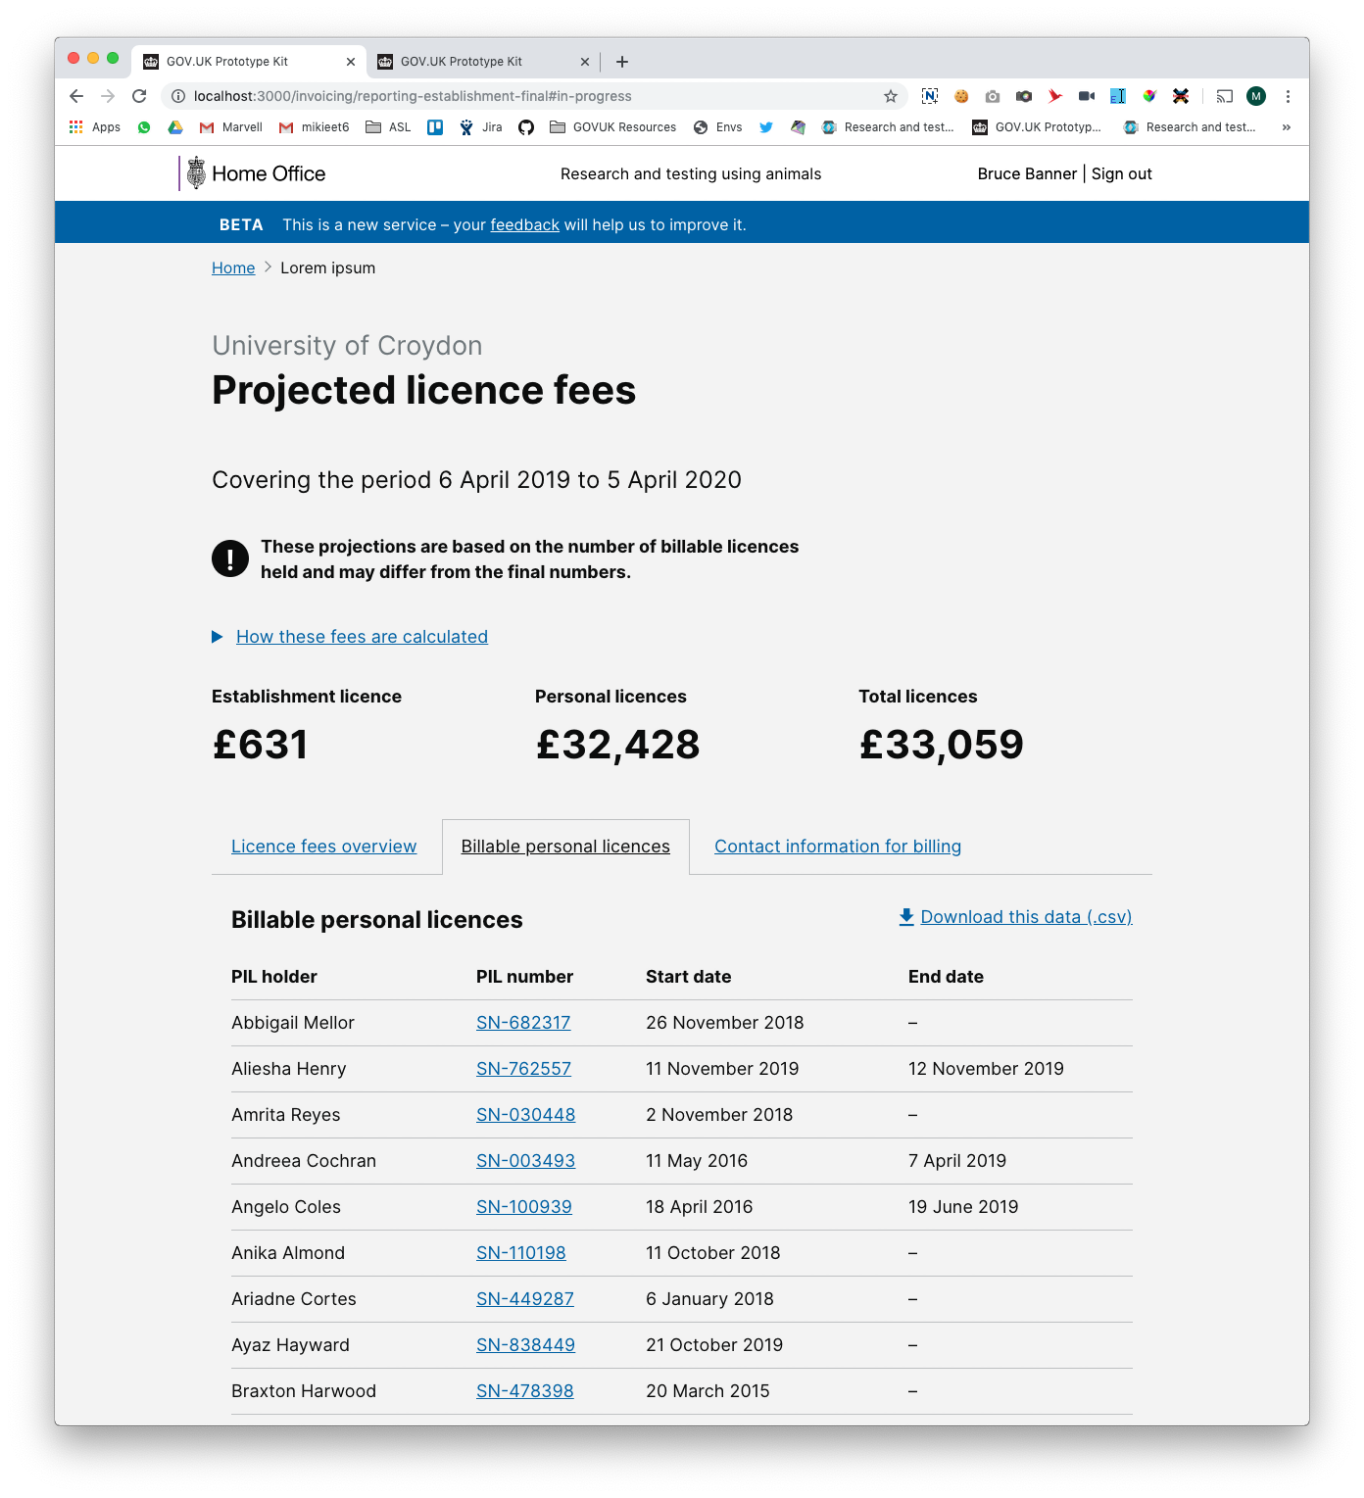 GOV.UK Prototype Kit
GOV.UK Prototype Kit
localhost:3000/invoicing/reporting-establishment-final#in-progress
M
Apps Marvell mikieet6 ASL Jira GOVUK Resources Envs Research and test... GOV.UK Prototyp... Research and test... »
Home Office
Research and testing using animals
Bruce Banner | Sign out
BETA This is a new service – your feedback will help us to improve it.
Home > Lorem ipsum
University of Croydon
Projected licence fees
Covering the period 6 April 2019 to 5 April 2020
! These projections are based on the number of billable licences
held and may differ from the final numbers.
How these fees are calculated
Establishment licence Personal licences Total licences
£631 £32,428 £33,059
Licence fees overview Billable personal licences Contact information for billing
Billable personal licences Download this data (.csv)
PIL holder PIL number Start date End date
Abbigail Mellor SN-682317 26 November 2018 –
Aliesha Henry SN-762557 11 November 2019 12 November 2019
Amrita Reyes SN-030448 2 November 2018 –
Andreea Cochran SN-003493 11 May 2016 7 April 2019
Angelo Coles SN-100939 18 April 2016 19 June 2019
Anika Almond SN-110198 11 October 2018 –
Ariadne Cortes SN-449287 6 January 2018 –
Ayaz Hayward SN-838449 21 October 2019 –
Braxton Harwood SN-478398 20 March 2015 –